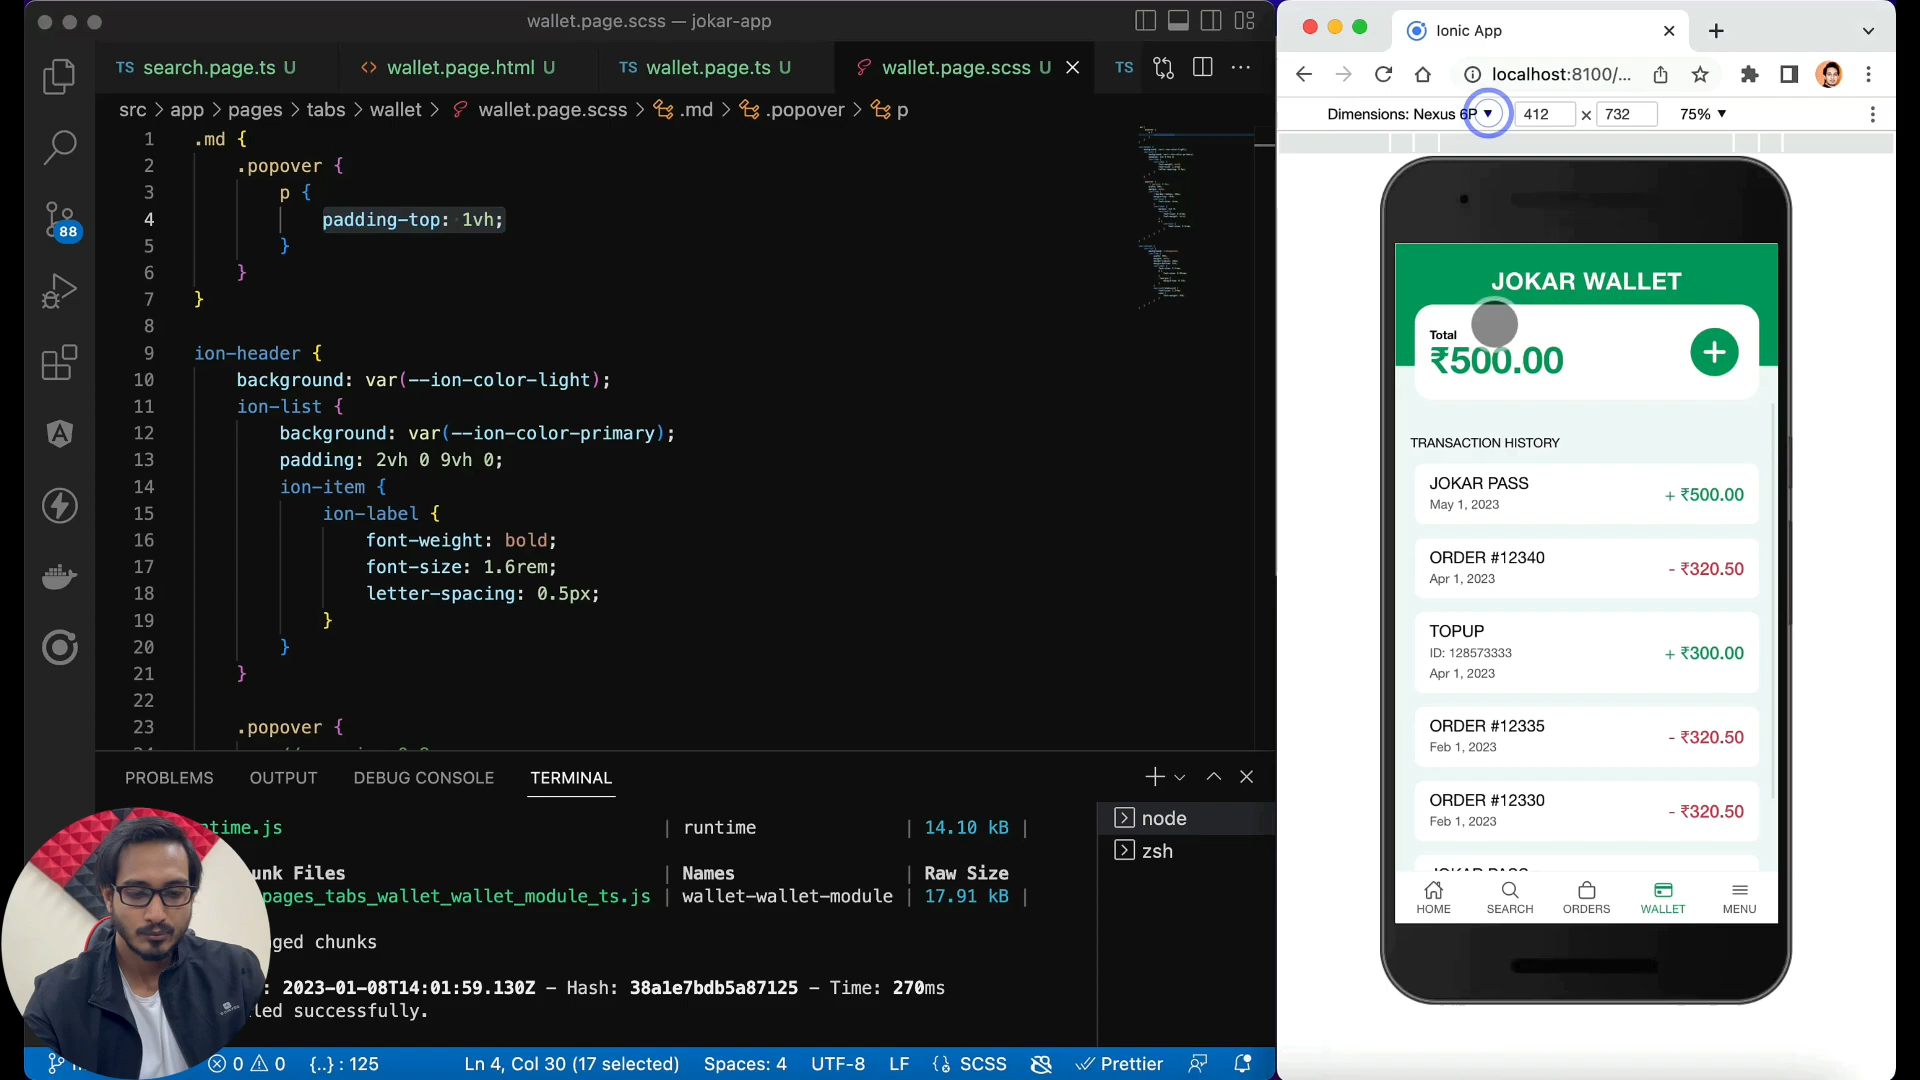 wallet.page.scss — jokar-app
TS search.page.ts U
<> wallet.page.html U
TS wallet.page.ts U
wallet.page.scss U
TS
src > app > pages > tabs > wallet > wallet.page.scss > .md > .popover > p
1 .md {
2 .popover {
3 p {
4 padding-top: 1vh;
5 }
6 }
7 }
8
9 ion-header {
10 background: var(--ion-color-light);
11 ion-list {
12 background: var(--ion-color-primary);
13 padding: 2vh 0 9vh 0;
14 ion-item {
15 ion-label {
16 font-weight: bold;
17 font-size: 1.6rem;
18 letter-spacing: 0.5px;
19 }
20 }
21 }
22
23 .popover {
88
PROBLEMS OUTPUT DEBUG CONSOLE TERMINAL
ntime.js | runtime | 14.10 kB |
unk Files | Names | Raw Size
pages_tabs_wallet_wallet_module_ts.js | wallet-wallet-module | 17.91 kB |
ged chunks
: 2023-01-08T14:01:59.130Z - Hash: 38a1e7bdb5a87125 - Time: 270ms
led successfully.
node
zsh
0 0 {..} : 125 Ln 4, Col 30 (17 selected) Spaces: 4 UTF-8 LF SCSS Prettier
Ionic App
localhost:8100/...
Dimensions: Nexus 6P 412 × 732 75%
JOKAR WALLET
Total
₹500.00
TRANSACTION HISTORY
JOKAR PASS
May 1, 2023
+ ₹500.00
ORDER #12340
Apr 1, 2023
- ₹320.50
TOPUP
ID: 128573333
Apr 1, 2023
+ ₹300.00
ORDER #12335
Feb 1, 2023
- ₹320.50
ORDER #12330
Feb 1, 2023
- ₹320.50
JOKAR PASS
HOME SEARCH ORDERS WALLET MENU